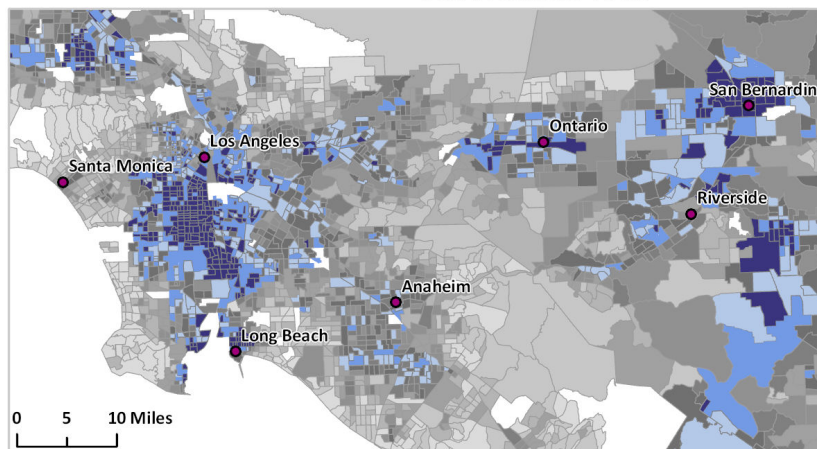 San Bernardin
Ontario
Los Angeles
Santa Monica
Riverside
Anaheim
Long Beach
0 5 10 Miles